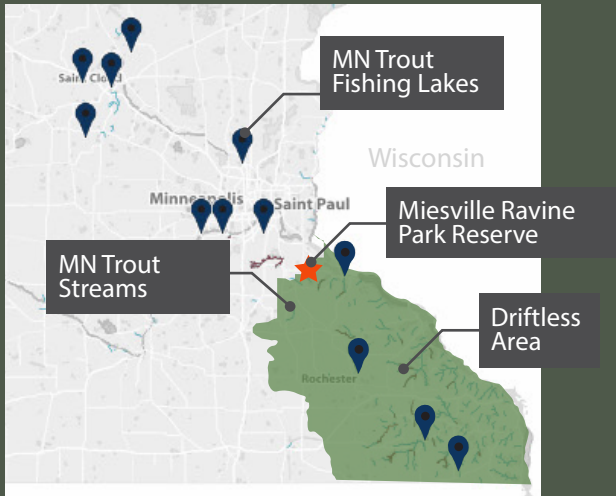 MN Trout
Fishing Lakes
Saint Cloud
Wisconsin
Minneapolis
Saint Paul
Miesville Ravine
Park Reserve
MN Trout
Streams
Driftless
Area
Rochester